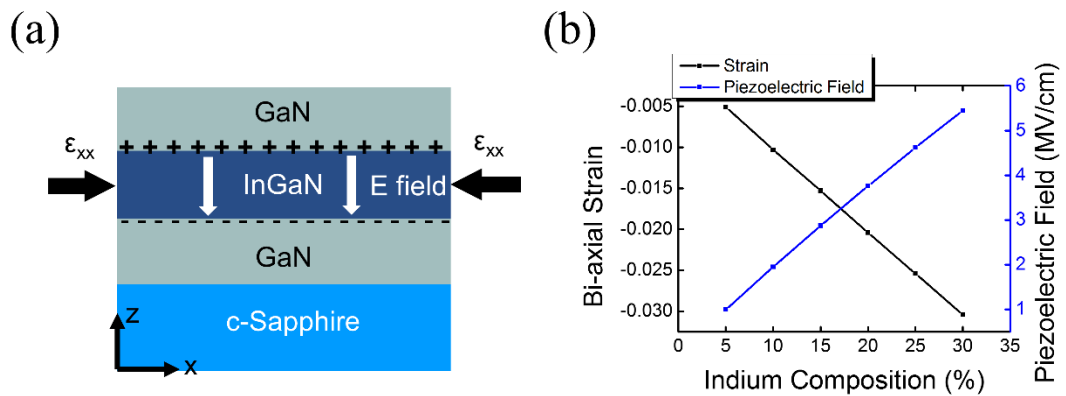 (a)
GaN
+ + + + + + + + + + + + + +
εxx
εxx
InGaN
E field
- - - - - - - - - - - - - - - - - - - - - -
GaN
c-Sapphire
z
x
(b)
Strain
Piezoelectric Field
-0.005
-0.010
-0.015
-0.020
-0.025
-0.030
Bi-axial Strain
0 5 10 15 20 25 30 35
Indium Composition (%)
6
5
4
3
2
1
Piezoelectric Field (MV/cm)